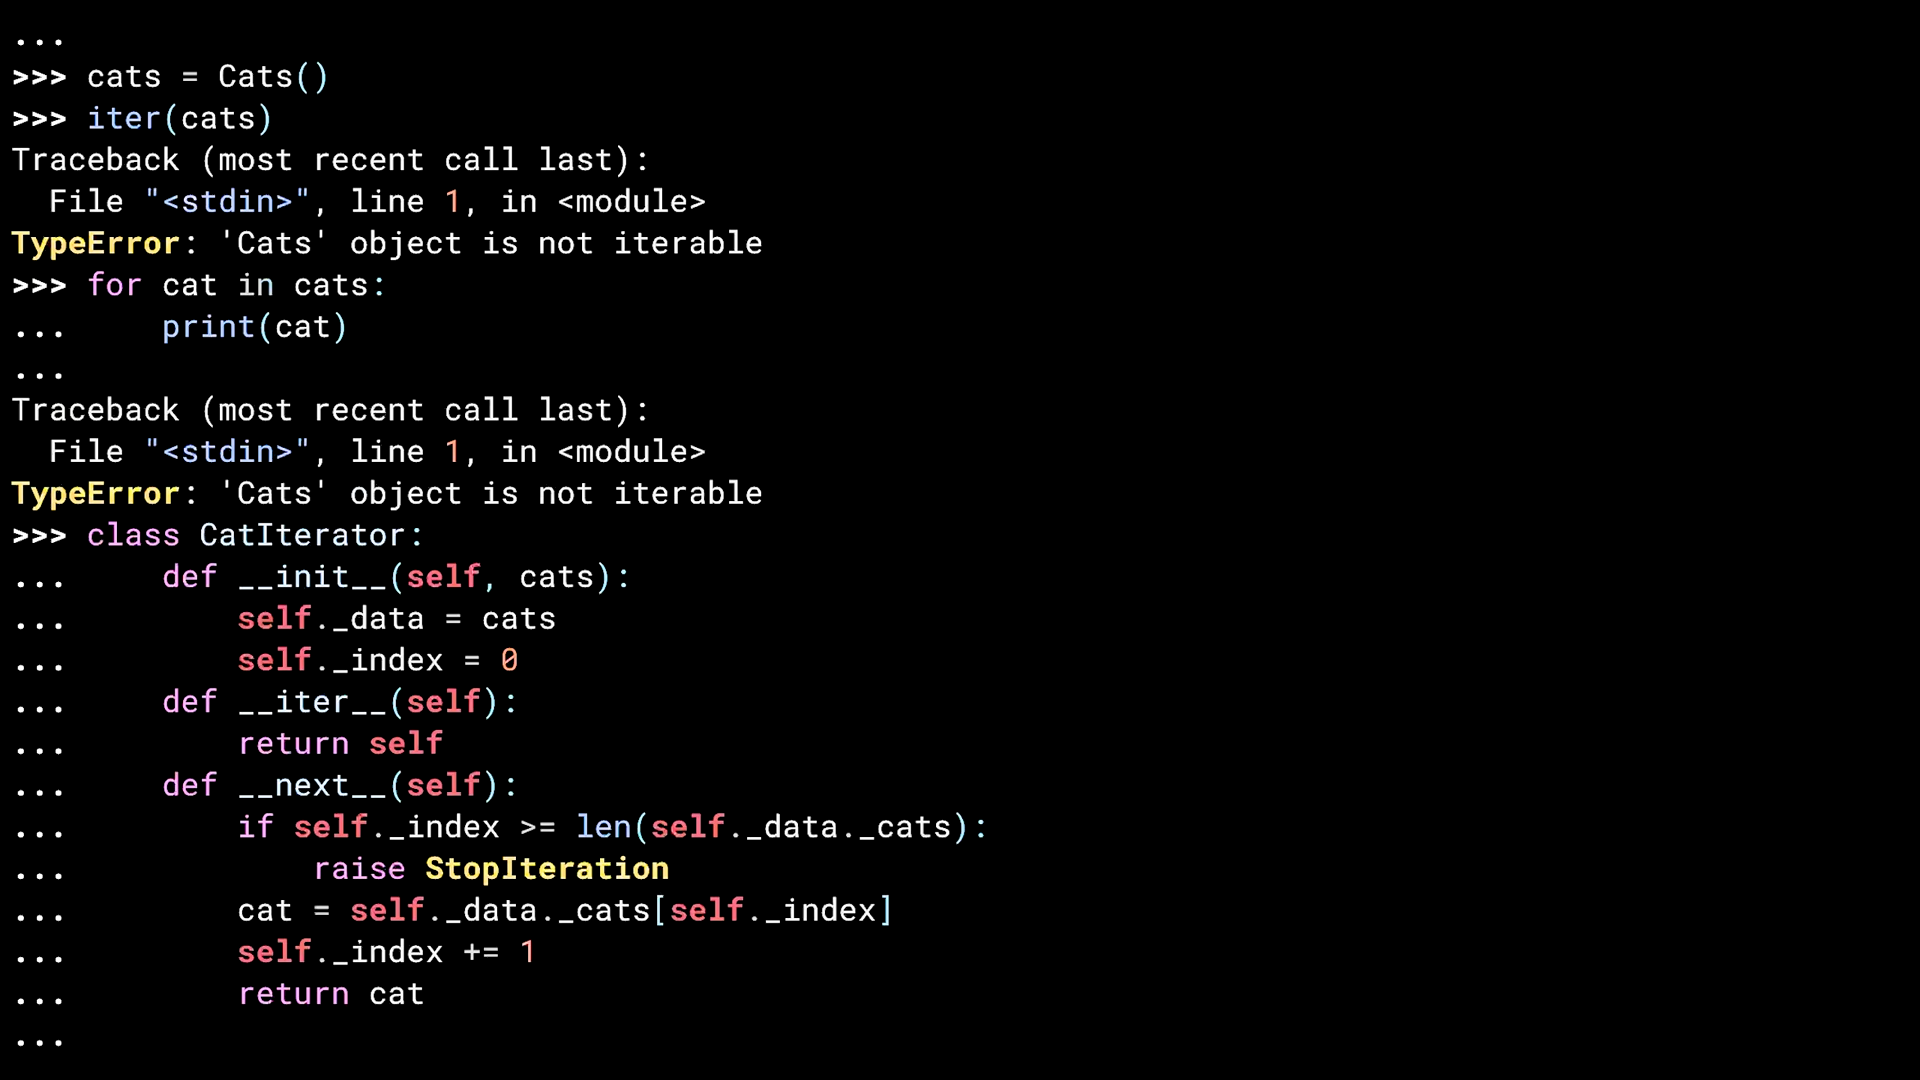 ...
>>> cats = Cats()
>>> iter(cats)
Traceback (most recent call last):
  File "<stdin>", line 1, in <module>
TypeError: 'Cats' object is not iterable
>>> for cat in cats:
...     print(cat)
...
Traceback (most recent call last):
  File "<stdin>", line 1, in <module>
TypeError: 'Cats' object is not iterable
>>> class CatIterator:
...     def __init__(self, cats):
...         self._data = cats
...         self._index = 0
...     def __iter__(self):
...         return self
...     def __next__(self):
...         if self._index >= len(self._data._cats):
...             raise StopIteration
...         cat = self._data._cats[self._index]
...         self._index += 1
...         return cat
...